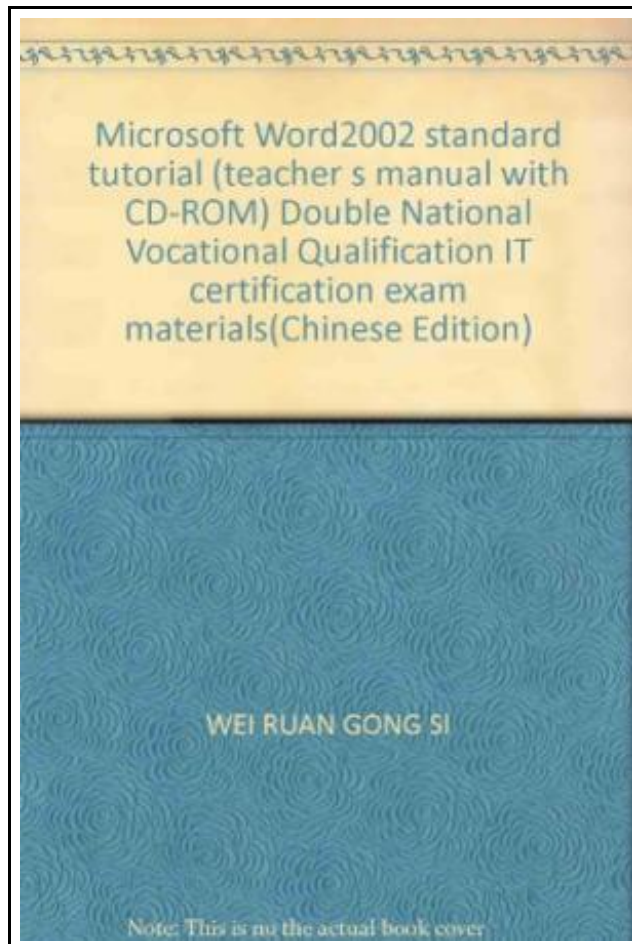 Microsoft Word2002 standard
tutorial (teacher s manual with
CD-ROM) Double National
Vocational Qualification IT
certification exam
materials(Chinese Edition)
WEI RUAN GONG SI
Note: This is no the actual book cover